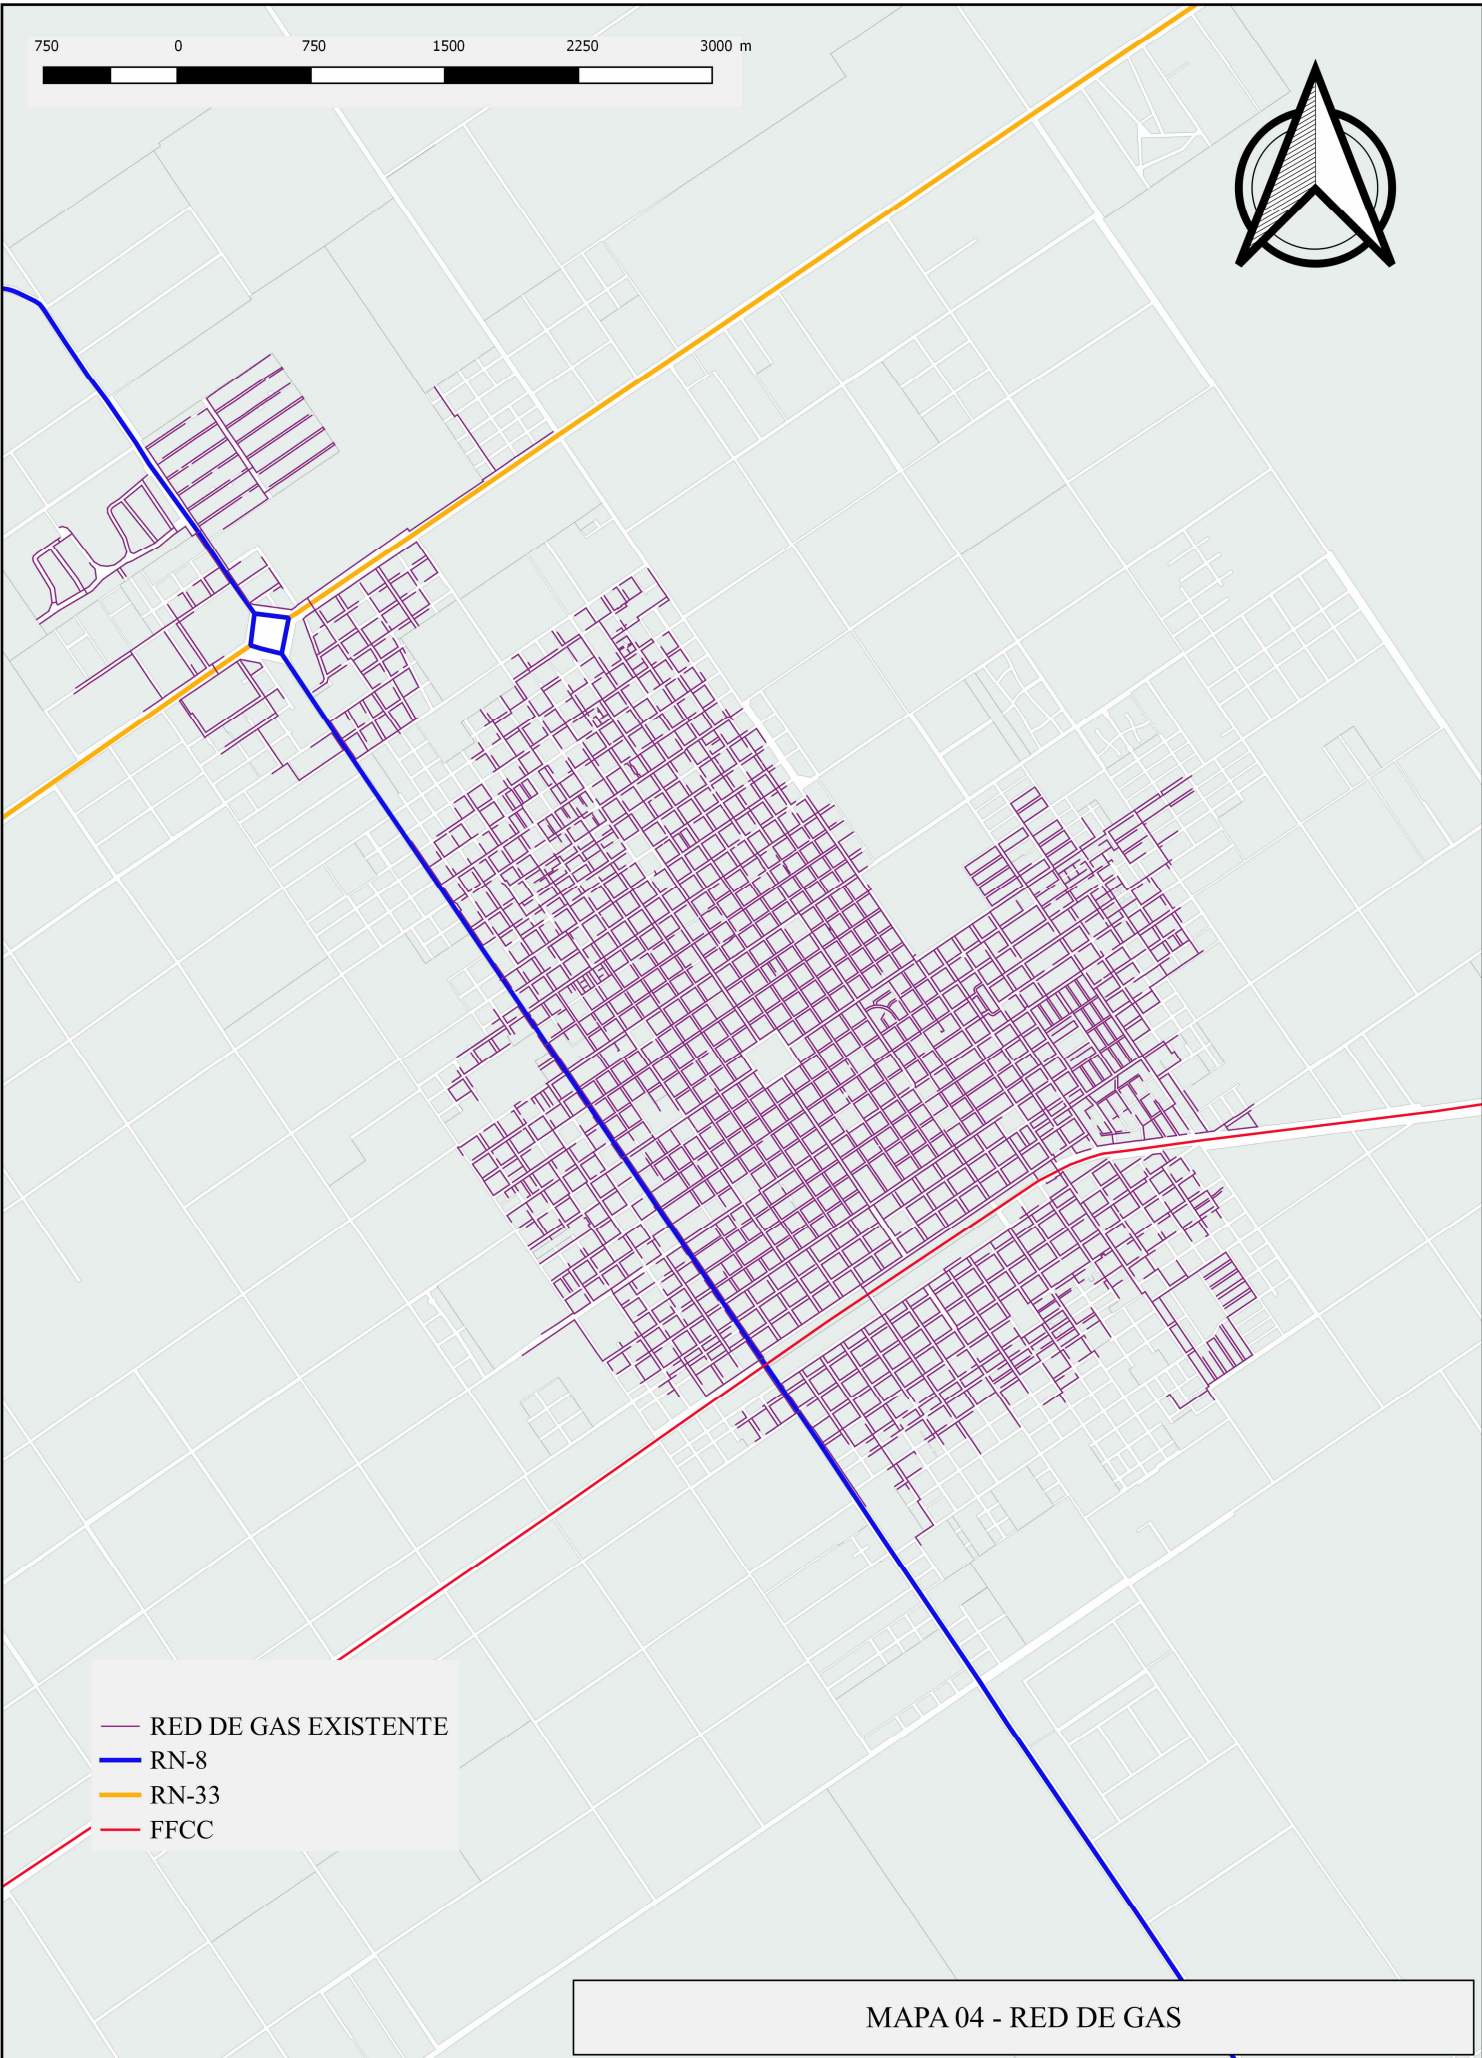 750 0 750 1500 2250 3000 m
RED DE GAS EXISTENTE
RN-8
RN-33
FFCC
MAPA 04 - RED DE GAS